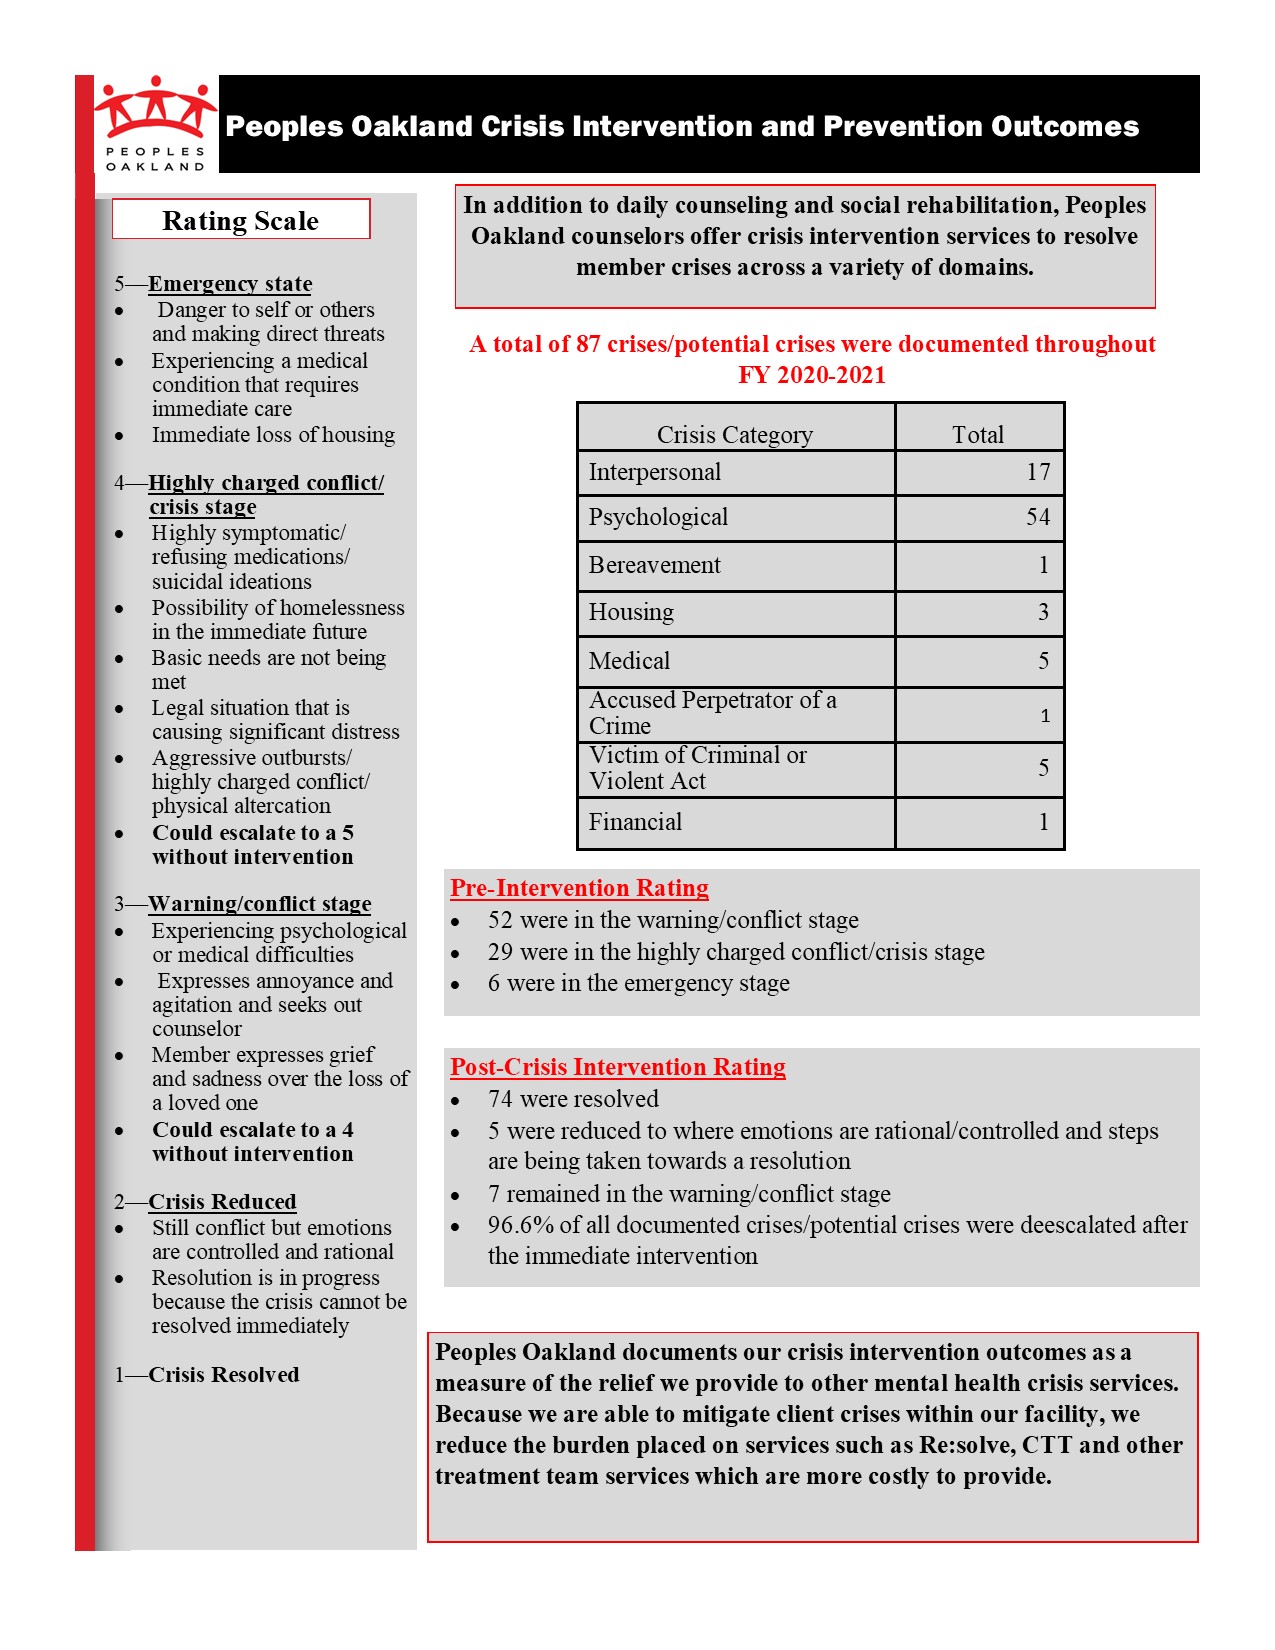 PEOPLES
OAKLAND
Peoples Oakland Crisis Intervention and Prevention Outcomes
Rating Scale
5—Emergency state
• Danger to self or others
and making direct threats
• Experiencing a medical
condition that requires
immediate care
• Immediate loss of housing
4—Highly charged conflict/
crisis stage
• Highly symptomatic/
refusing medications/
suicidal ideations
• Possibility of homelessness
in the immediate future
• Basic needs are not being
met
• Legal situation that is
causing significant distress
• Aggressive outbursts/
highly charged conflict/
physical altercation
• Could escalate to a 5
without intervention
3—Warning/conflict stage
• Experiencing psychological
or medical difficulties
• Expresses annoyance and
agitation and seeks out
counselor
• Member expresses grief
and sadness over the loss of
a loved one
• Could escalate to a 4
without intervention
2—Crisis Reduced
• Still conflict but emotions
are controlled and rational
• Resolution is in progress
because the crisis cannot be
resolved immediately
1—Crisis Resolved
In addition to daily counseling and social rehabilitation, Peoples
Oakland counselors offer crisis intervention services to resolve
member crises across a variety of domains.
A total of 87 crises/potential crises were documented throughout
FY 2020-2021
Crisis Category Total
Interpersonal 17
Psychological 54
Bereavement 1
Housing 3
Medical 5
Accused Perpetrator of a
Crime 1
Victim of Criminal or
Violent Act 5
Financial 1
Pre-Intervention Rating
• 52 were in the warning/conflict stage
• 29 were in the highly charged conflict/crisis stage
• 6 were in the emergency stage
Post-Crisis Intervention Rating
• 74 were resolved
• 5 were reduced to where emotions are rational/controlled and steps
are being taken towards a resolution
• 7 remained in the warning/conflict stage
• 96.6% of all documented crises/potential crises were deescalated after
the immediate intervention
Peoples Oakland documents our crisis intervention outcomes as a
measure of the relief we provide to other mental health crisis services.
Because we are able to mitigate client crises within our facility, we
reduce the burden placed on services such as Re:solve, CTT and other
treatment team services which are more costly to provide.